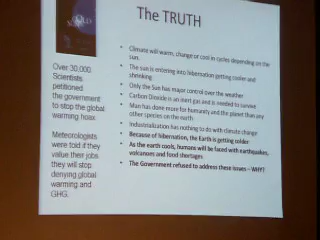 The TRUTH
Over 30,000
Scientists
petitioned
the government
to stop the global
warming hoax.
Meteorologists
were told if they
value their jobs
they will stop
denying global
warming and
GHG.
• Climate will warm, change or cool in cycles depending on the
sun.
• The sun is entering into hibernation getting cooler and
shrinking
• Only the Sun has major control over the weather
• Carbon Dioxide is an inert gas and is needed to survive
• Man has done more for humanity and the planet than any
other species on the earth
• Industrialization has nothing to do with climate change
• Because of hibernation, the Earth is getting colder
• As the earth cools, humans will be faced with earthquakes,
volcanoes and food shortages
• The Government refused to address these issues – WHY?